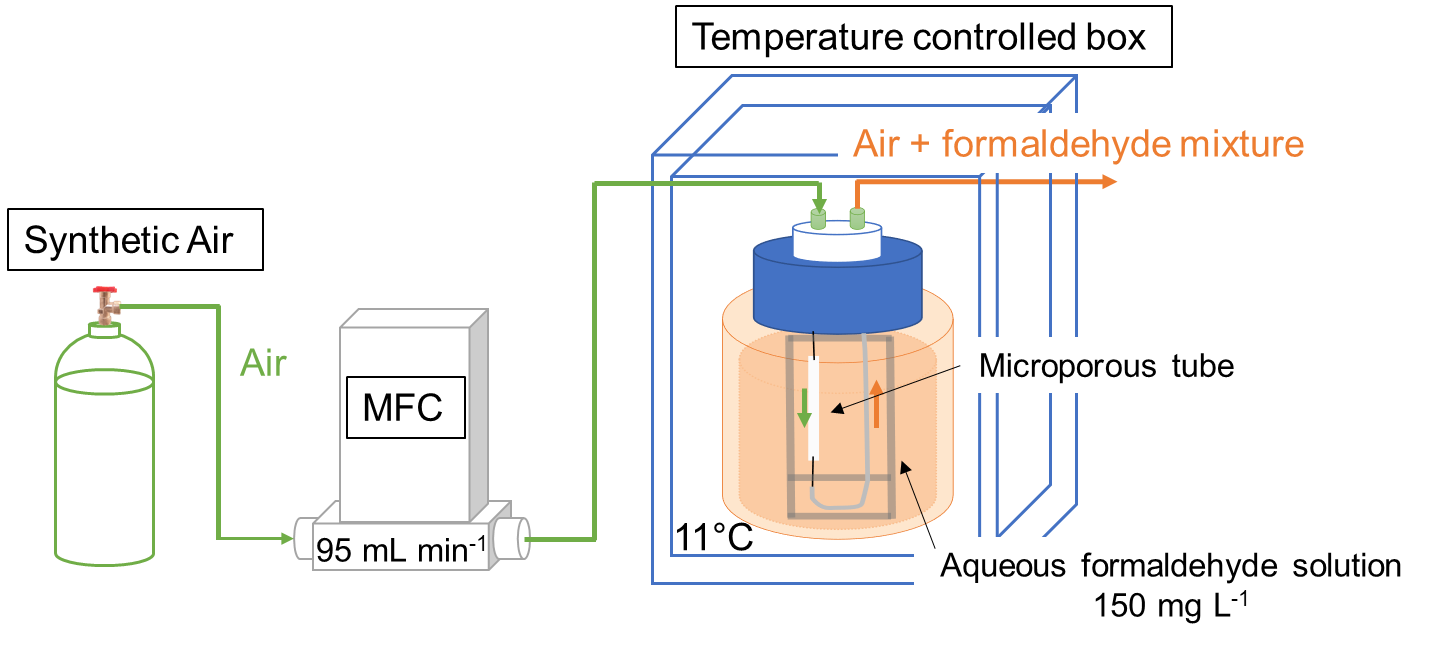 Temperature controlled box
Air + formaldehyde mixture
Synthetic Air
Air
MFC
Microporous tube
95 mL min⁻¹
11°C
Aqueous formaldehyde solution
150 mg L⁻¹